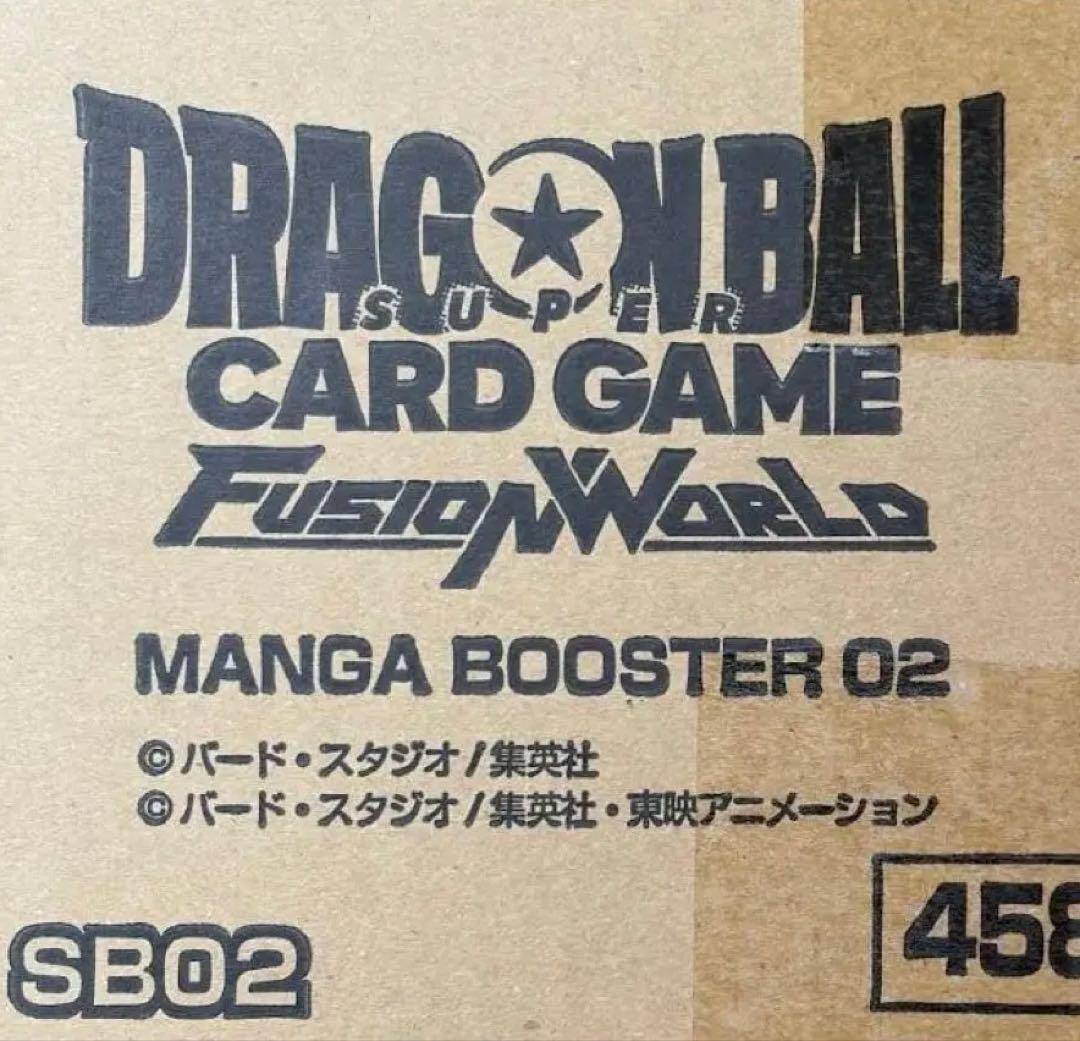 DRAGON BALL
SUPER
CARD GAME
FUSION WORLD
MANGA BOOSTER 02
©バード・スタジオ/集英社
©バード・スタジオ/集英社・東映アニメーション
458
SB02